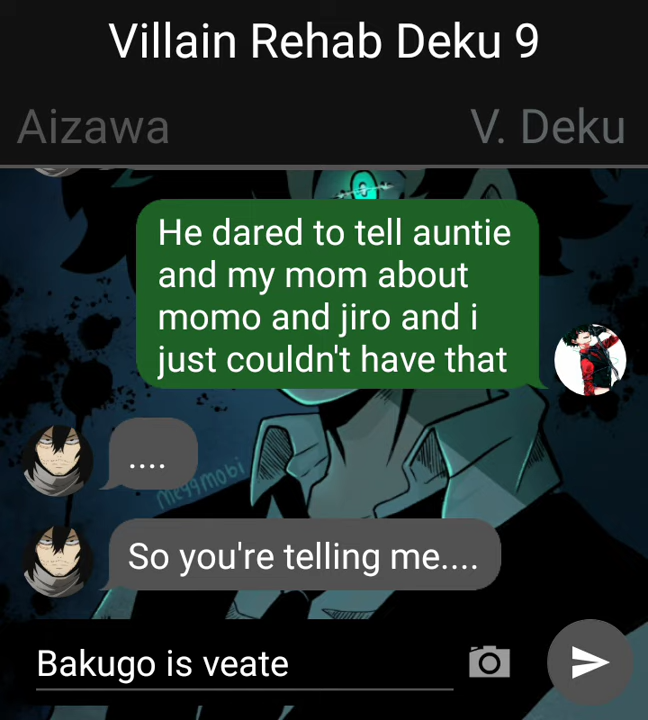 Villain Rehab Deku 9
Aizawa
V. Deku
He dared to tell auntie
and my mom about
momo and jiro and i
just couldn't have that
....
meggmobi
So you're telling me....
Bakugo is veate